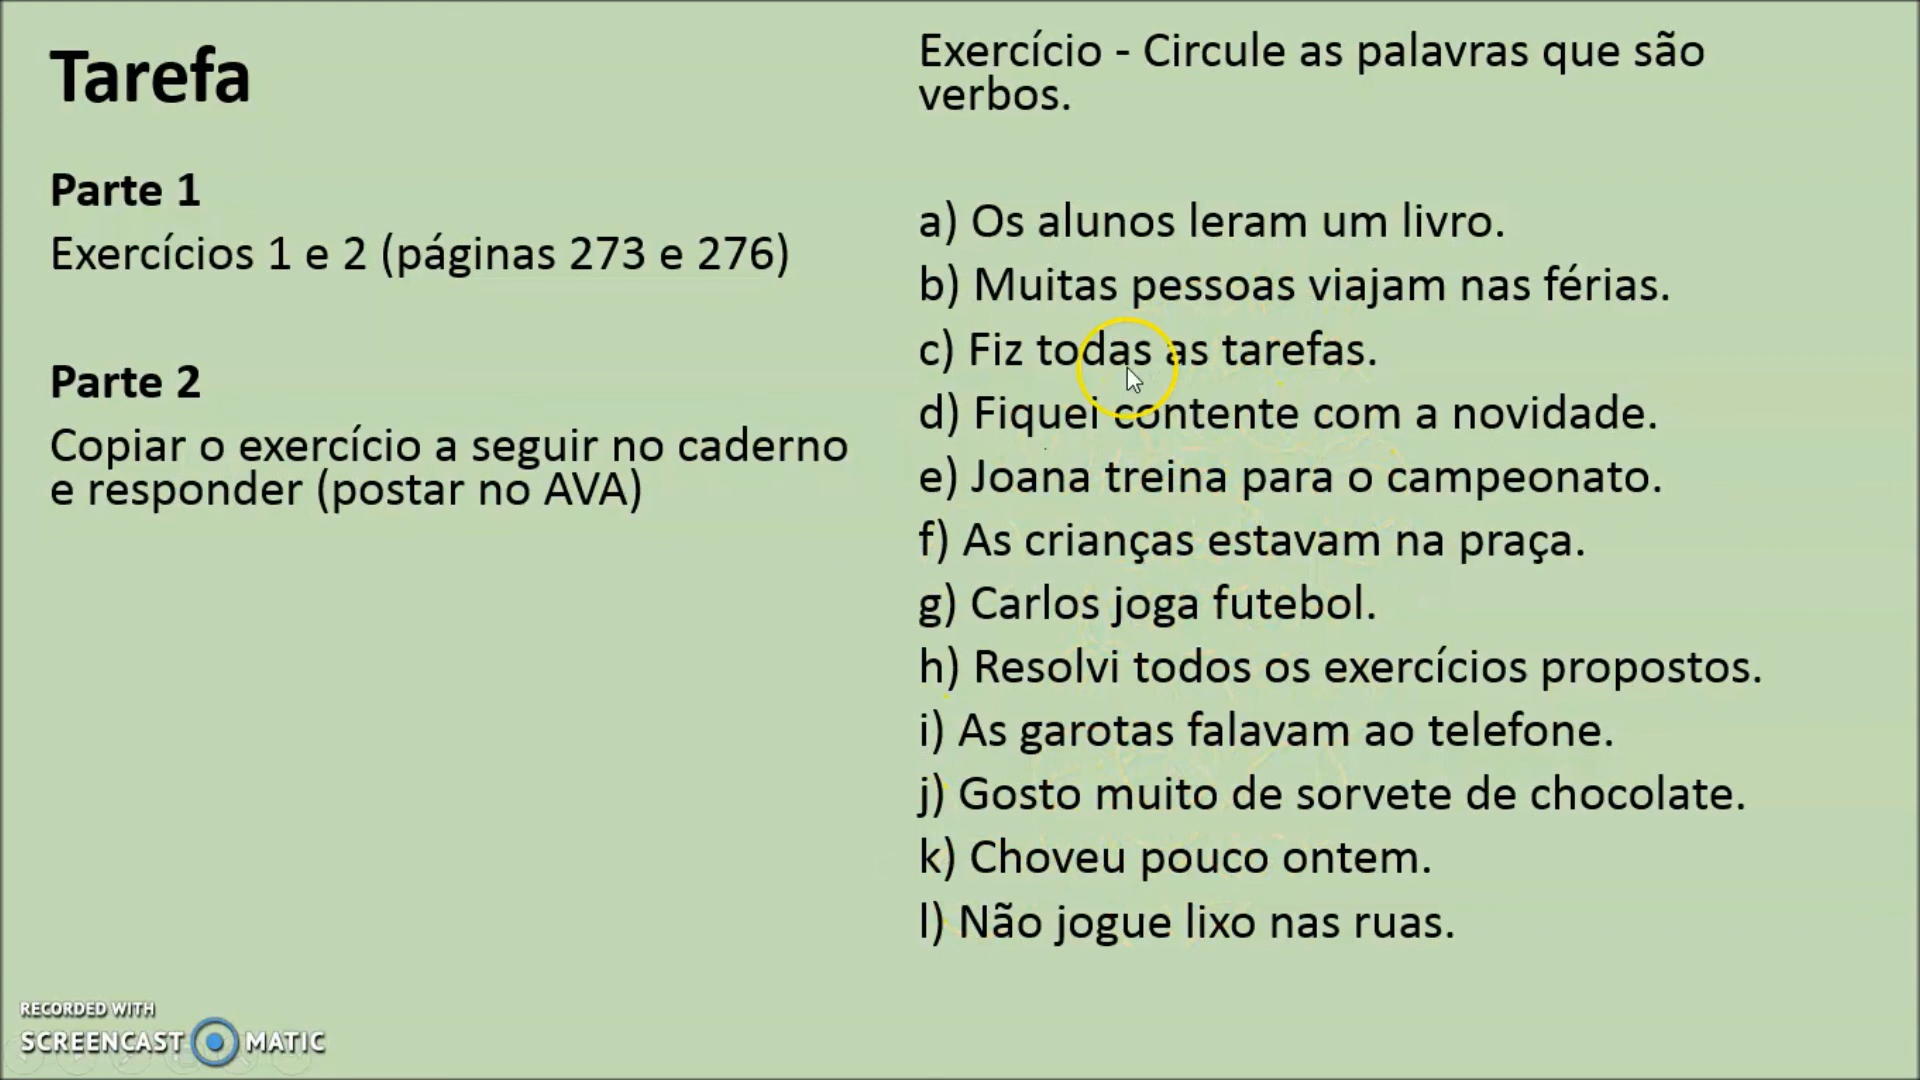 Tarefa
Parte 1
Exercícios 1 e 2 (páginas 273 e 276)
Parte 2
Copiar o exercício a seguir no caderno
e responder (postar no AVA)
Exercício - Circule as palavras que são
verbos.
a) Os alunos leram um livro.
b) Muitas pessoas viajam nas férias.
c) Fiz todas as tarefas.
d) Fiquei contente com a novidade.
e) Joana treina para o campeonato.
f) As crianças estavam na praça.
g) Carlos joga futebol.
h) Resolvi todos os exercícios propostos.
i) As garotas falavam ao telefone.
j) Gosto muito de sorvete de chocolate.
k) Choveu pouco ontem.
l) Não jogue lixo nas ruas.
RECORDED WITH
SCREENCAST MATIC